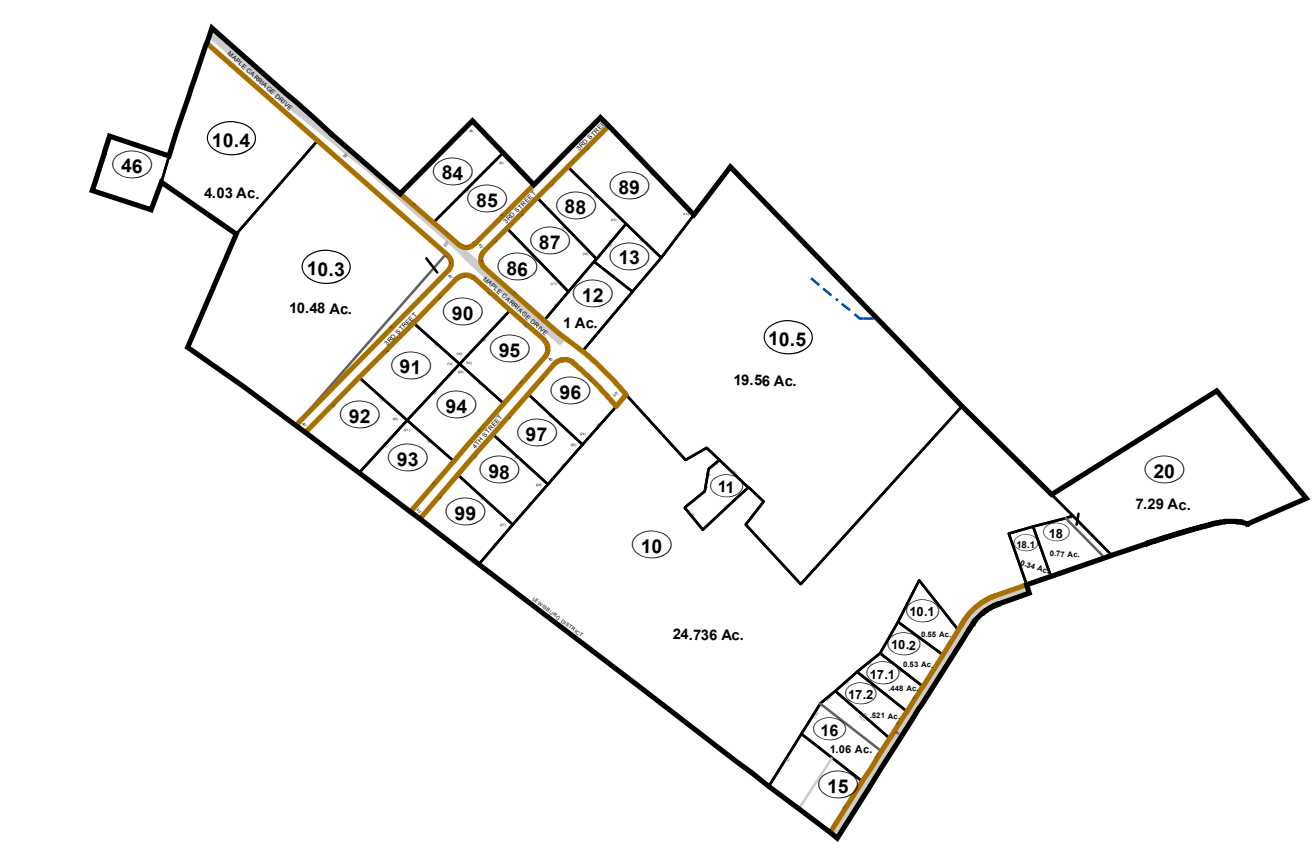 MAPLE CARRIAGE DRIVE
3RD STREE
10.4
46
4.03 Ac.
84
85
89
88
3RD STREET
87
13
86
10.3
10.48 Ac.
12
1 Ac.
MAPLE CARRIAGE DRIVE
90
3RD STREET
95
10.5
19.56 Ac.
91
96
94
92
97
4TH STREET
93
98
99
11
20
7.29 Ac.
10
18
18.1
0.77 Ac.
0.34 Ac.
LEWISBURG DISTRICT
24.736 Ac.
10.1
0.55 Ac.
10.2
0.53 Ac.
17.1
.448 Ac.
17.2
.521 Ac.
16
1.06 Ac.
15